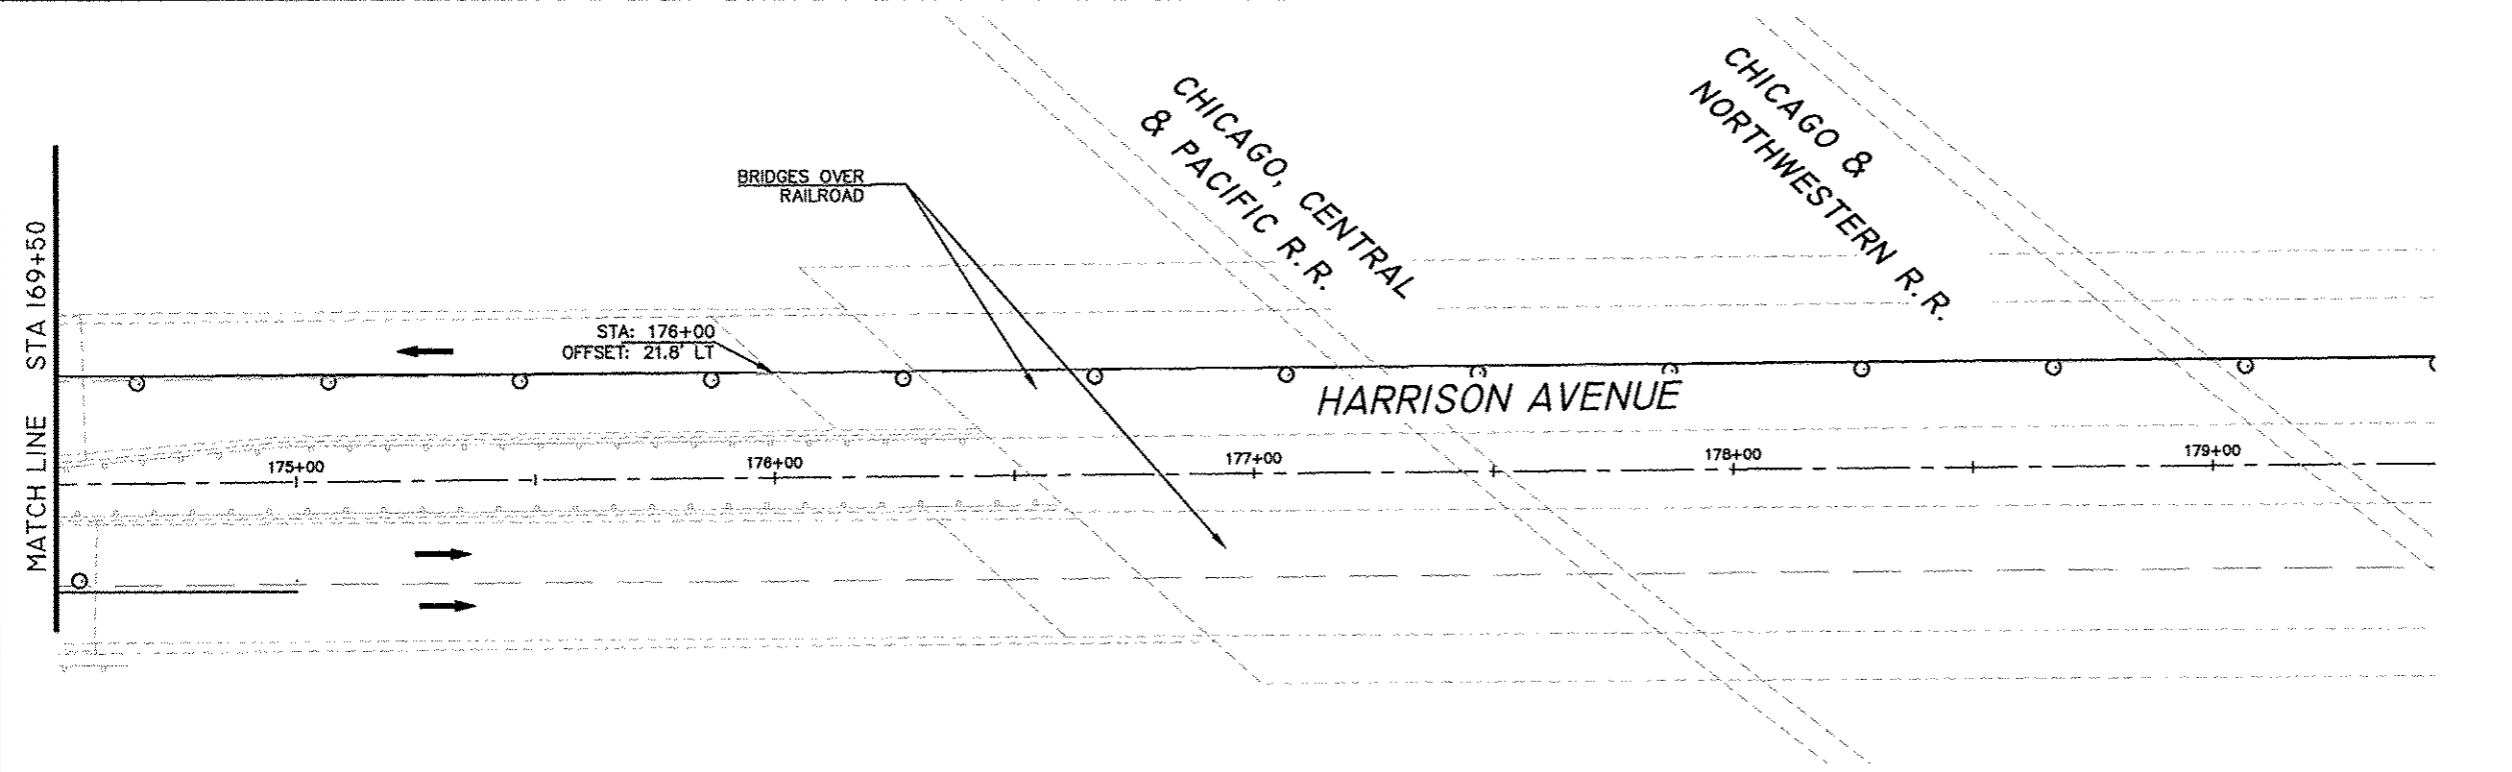 CHICAGO, CENTRAL
& PACIFIC R.R.
CHICAGO &
NORTHWESTERN R.R.
BRIDGES OVER
RAILROAD
MATCH LINE STA 169+50
STA: 176+00
OFFSET: 21.8' LT
HARRISON AVENUE
175+00
176+00
177+00
178+00
179+00